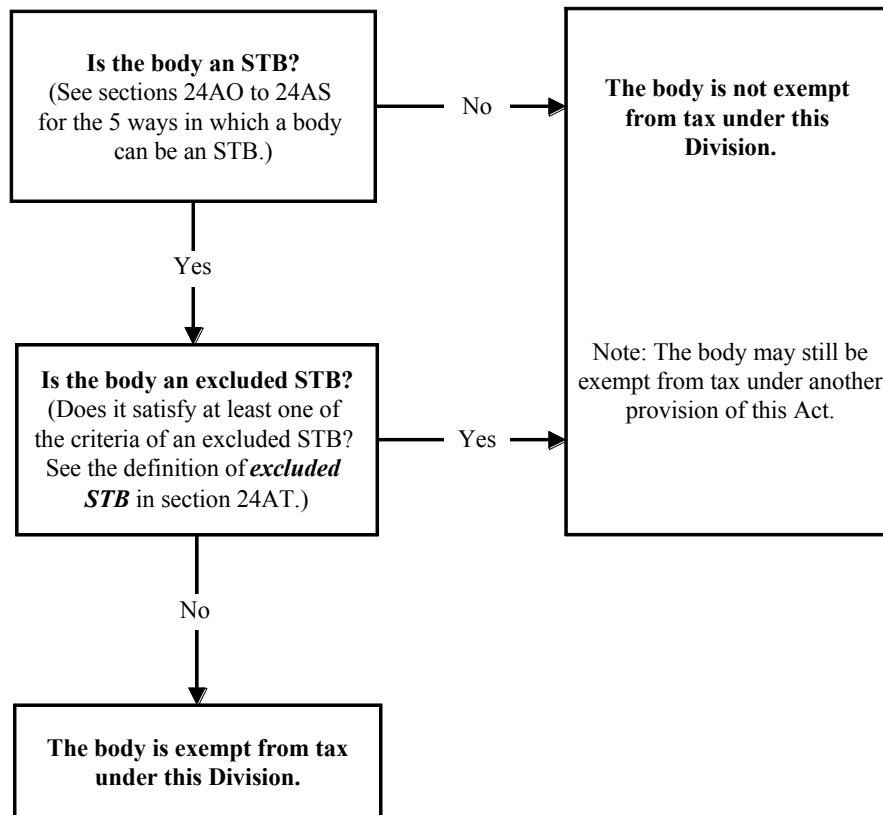 Is the body an STB?
(See sections 24AO to 24AS
for the 5 ways in which a body
can be an STB.)
No
The body is not exempt
from tax under this
Division.
Note: The body may still be
exempt from tax under another
provision of this Act.
Yes
Is the body an excluded STB?
(Does it satisfy at least one of
the criteria of an excluded STB?
See the definition of excluded
STB in section 24AT.)
Yes
No
The body is exempt from tax
under this Division.